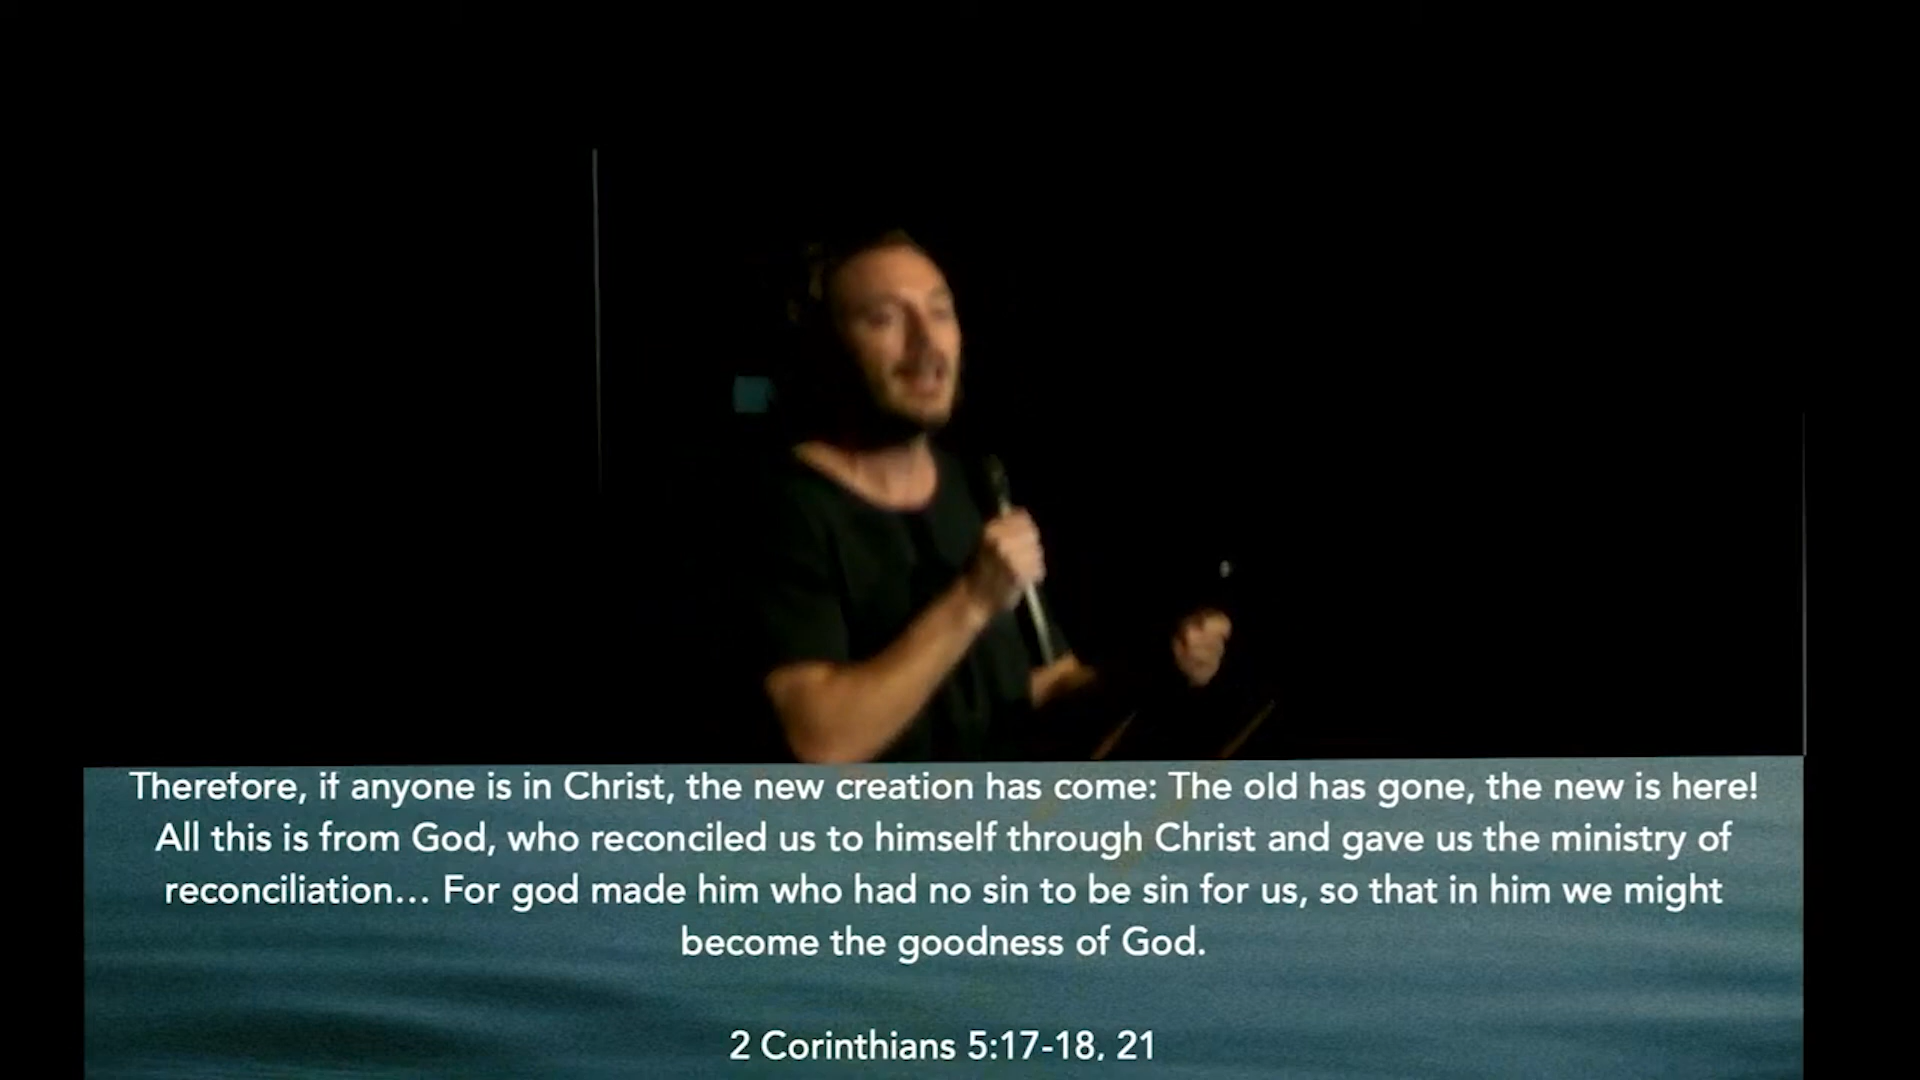 Therefore, if anyone is in Christ, the new creation has come: The old has gone, the new is here!
All this is from God, who reconciled us to himself through Christ and gave us the ministry of
reconciliation... For god made him who had no sin to be sin for us, so that in him we might
become the goodness of God.
2 Corinthians 5:17-18, 21